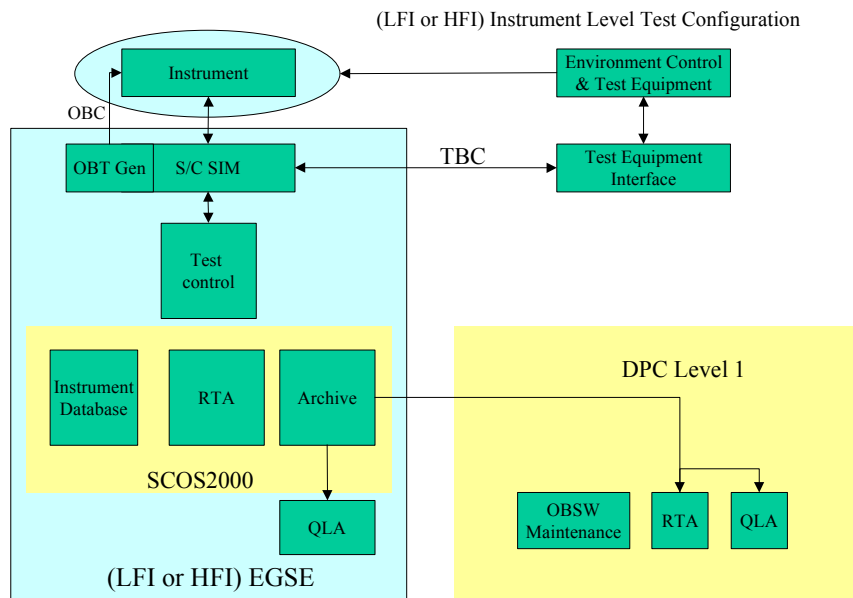 (LFI or HFI) Instrument Level Test Configuration
Instrument
Environment Control
& Test Equipment
OBC
OBT Gen
S/C SIM
TBC
Test Equipment
Interface
Test
control
Instrument
Database
RTA
Archive
SCOS2000
QLA
(LFI or HFI) EGSE
DPC Level 1
OBSW
Maintenance
RTA
QLA